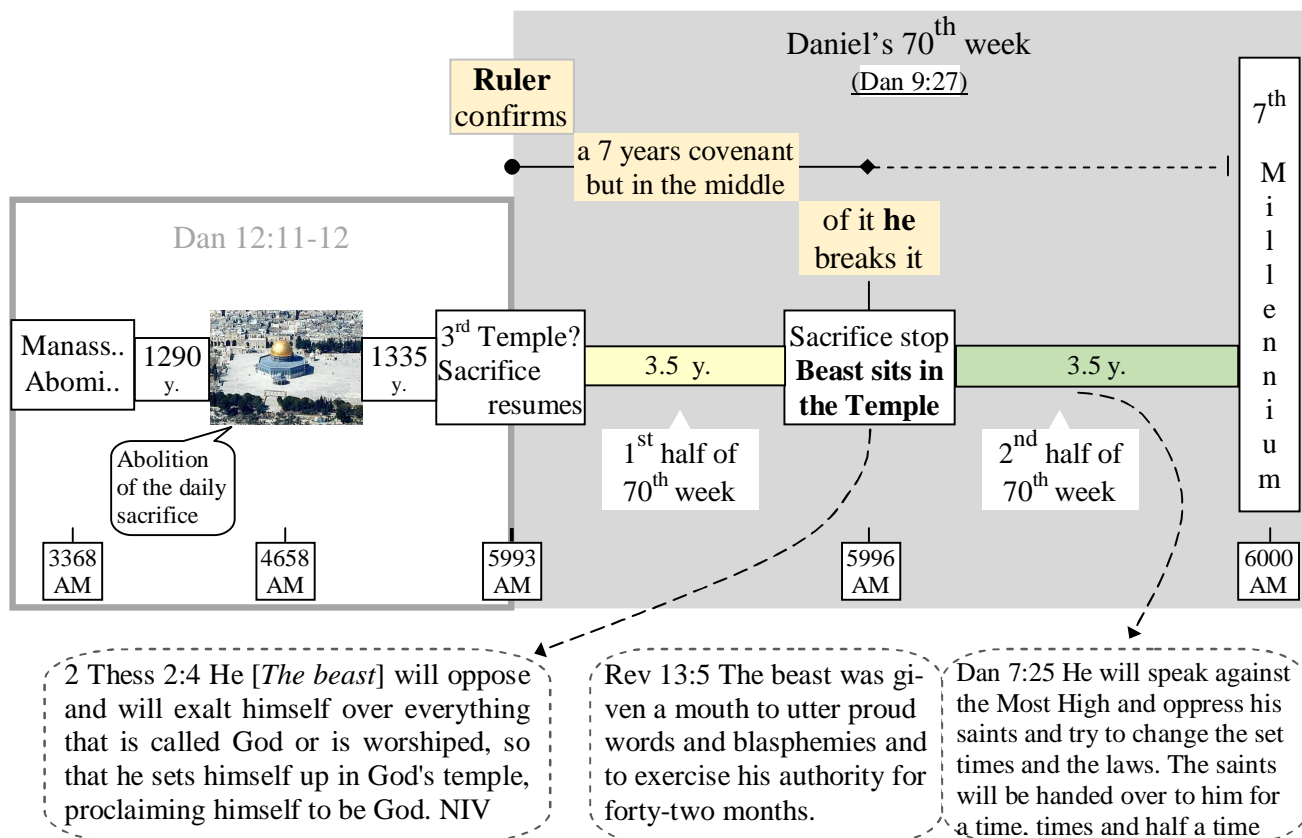 Daniel’s 70th week
(Dan 9:27)
Ruler
confirms
a 7 years covenant
but in the middle
of it he
breaks it
7th
M
i
l
l
e
n
n
i
u
m
Dan 12:11-12
Manass..
Abomi..
1290
y.
1335
y.
3rd Temple?
Sacrifice
resumes
3.5 y.
Sacrifice stop
Beast sits in
the Temple
3.5 y.
Abolition
of the daily
sacrifice
1st half of
70th week
2nd half of
70th week
3368
AM
4658
AM
5993
AM
5996
AM
6000
AM
2 Thess 2:4 He [The beast] will oppose
and will exalt himself over everything
that is called God or is worshiped, so
that he sets himself up in God's temple,
proclaiming himself to be God. NIV
Rev 13:5 The beast was gi-
ven a mouth to utter proud
words and blasphemies and
to exercise his authority for
forty-two months.
Dan 7:25 He will speak against
the Most High and oppress his
saints and try to change the set
times and the laws. The saints
will be handed over to him for
a time, times and half a time